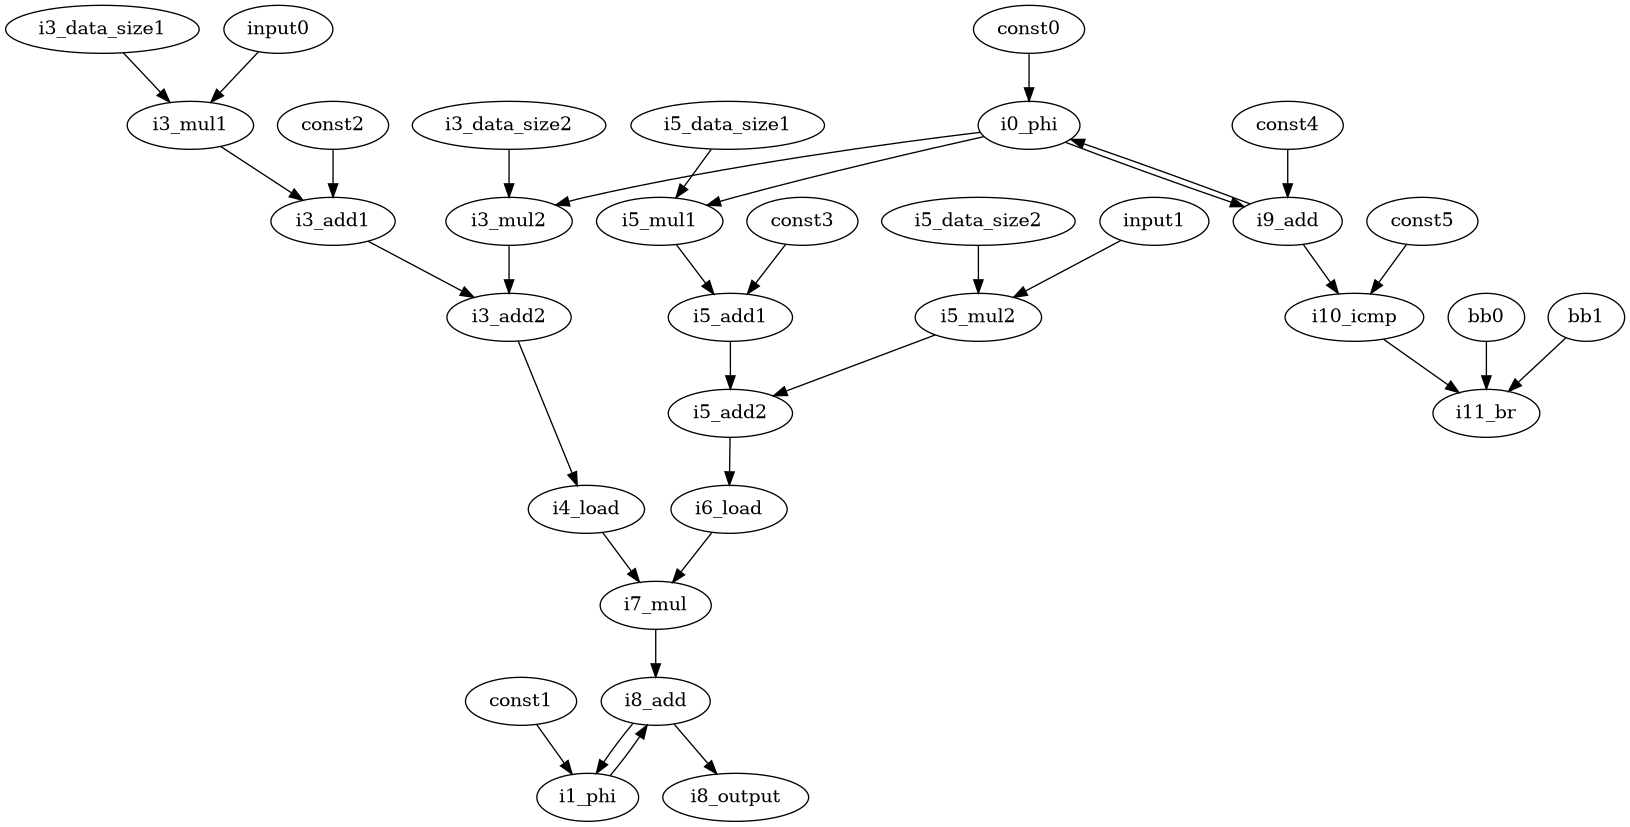 i3_data_size1
input0
const0
i3_mul1
const2
i3_data_size2
i5_data_size1
i0_phi
const4
i3_add1
i3_mul2
i5_mul1
const3
i5_data_size2
input1
i9_add
const5
i3_add2
i5_add1
i5_mul2
i10_icmp
bb0
bb1
i5_add2
i11_br
i4_load
i6_load
i7_mul
const1
i8_add
i1_phi
i8_output